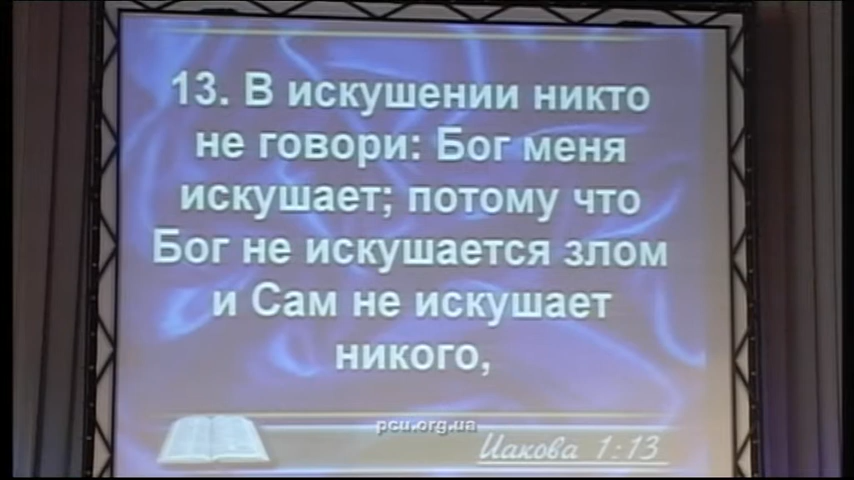 13. В искушении никто
не говори: Бог меня
искушает; потому что
Бог не искушается злом
и Сам не искушает
никого,
pcu.org.ua
Иакова 1:13